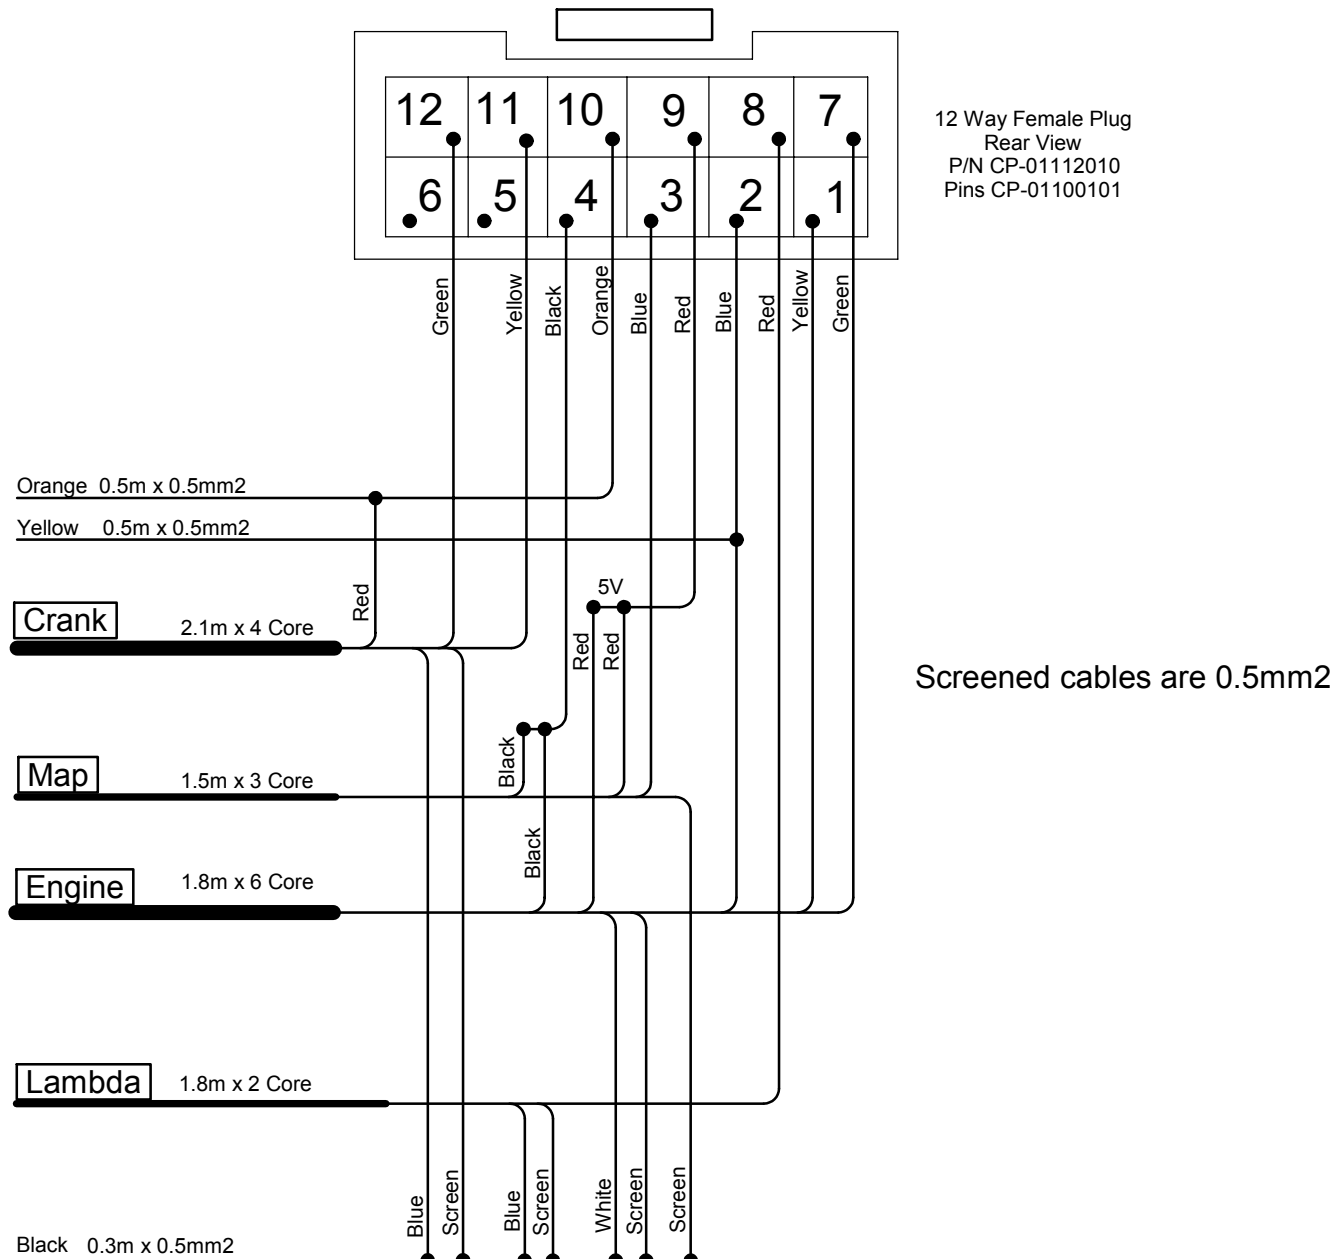 12 11 10 9 8 7
6 5 4 3 2 1
12 Way Female Plug
Rear View
P/N CP-01112010
Pins CP-01100101
Green
Yellow
Black
Orange
Blue
Red
Blue
Red
Yellow
Green
Orange 0.5m x 0.5mm2
Yellow 0.5m x 0.5mm2
Red
5V
Crank 2.1m x 4 Core
Red
Red
Screened cables are 0.5mm2
Black
Map 1.5m x 3 Core
Black
Engine 1.8m x 6 Core
Lambda 1.8m x 2 Core
Blue
Screen
Blue
Screen
White
Screen
Screen
Black 0.3m x 0.5mm2